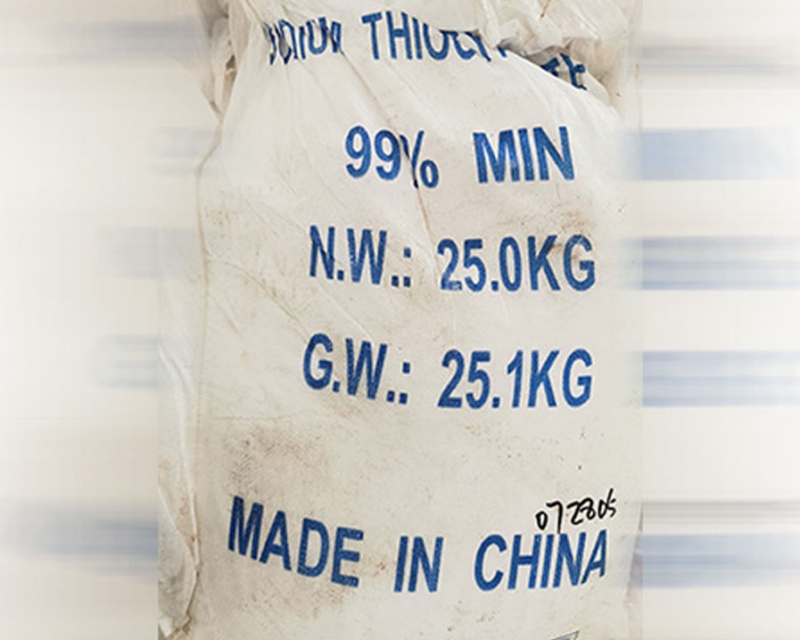 99% MIN
N.W.: 25.0KG
G.W.: 25.1KG
072805
MADE IN CHINA